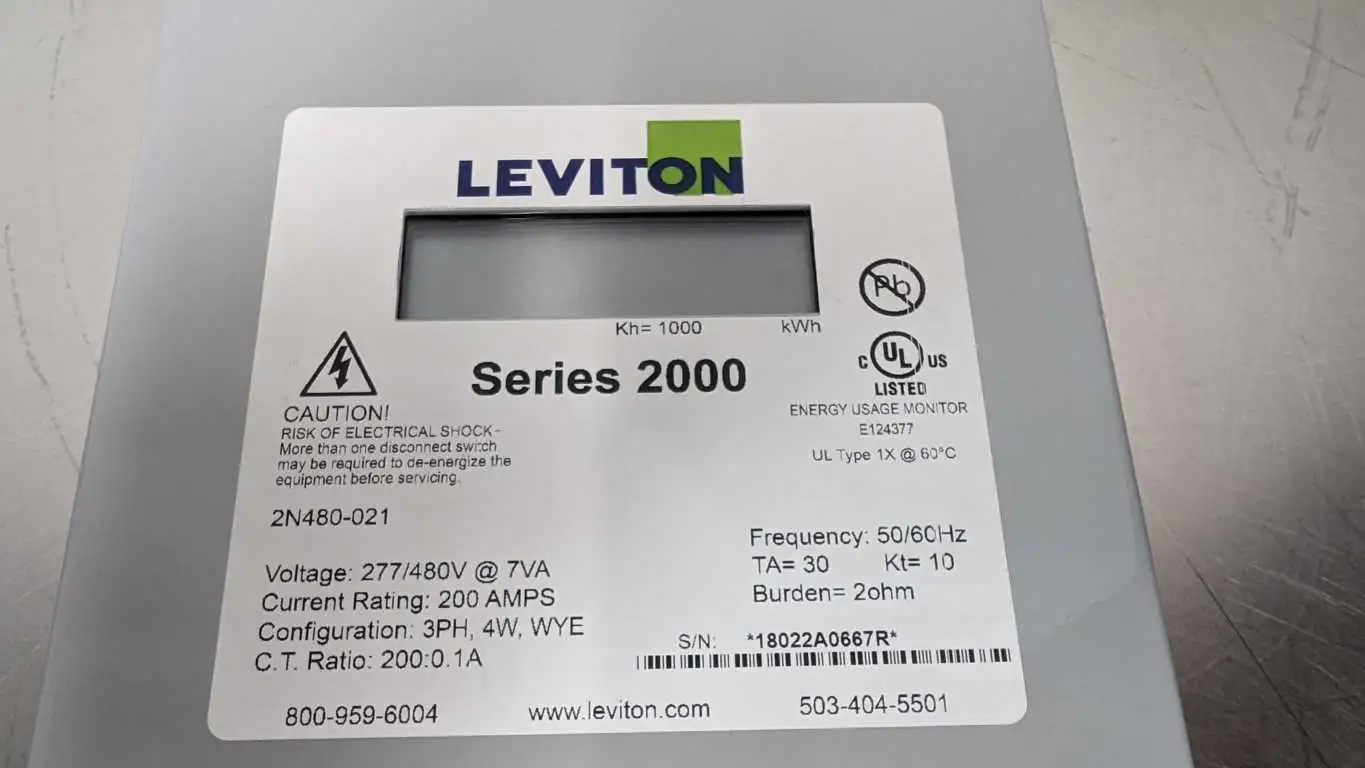 LEVITON
Kh= 1000 kWh
Pb
Series 2000
C UL US
LISTED
ENERGY USAGE MONITOR
E124377
UL Type 1X @ 60°C
CAUTION!
RISK OF ELECTRICAL SHOCK-
More than one disconnect switch
may be required to de-energize the
equipment before servicing.
2N480-021
Voltage: 277/480V @ 7VA
Current Rating: 200 AMPS
Configuration: 3PH, 4W, WYE
C.T. Ratio: 200:0.1A
Frequency: 50/60Hz
TA= 30 Kt= 10
Burden= 2ohm
S/N: *18022A0667R*
800-959-6004 www.leviton.com 503-404-5501